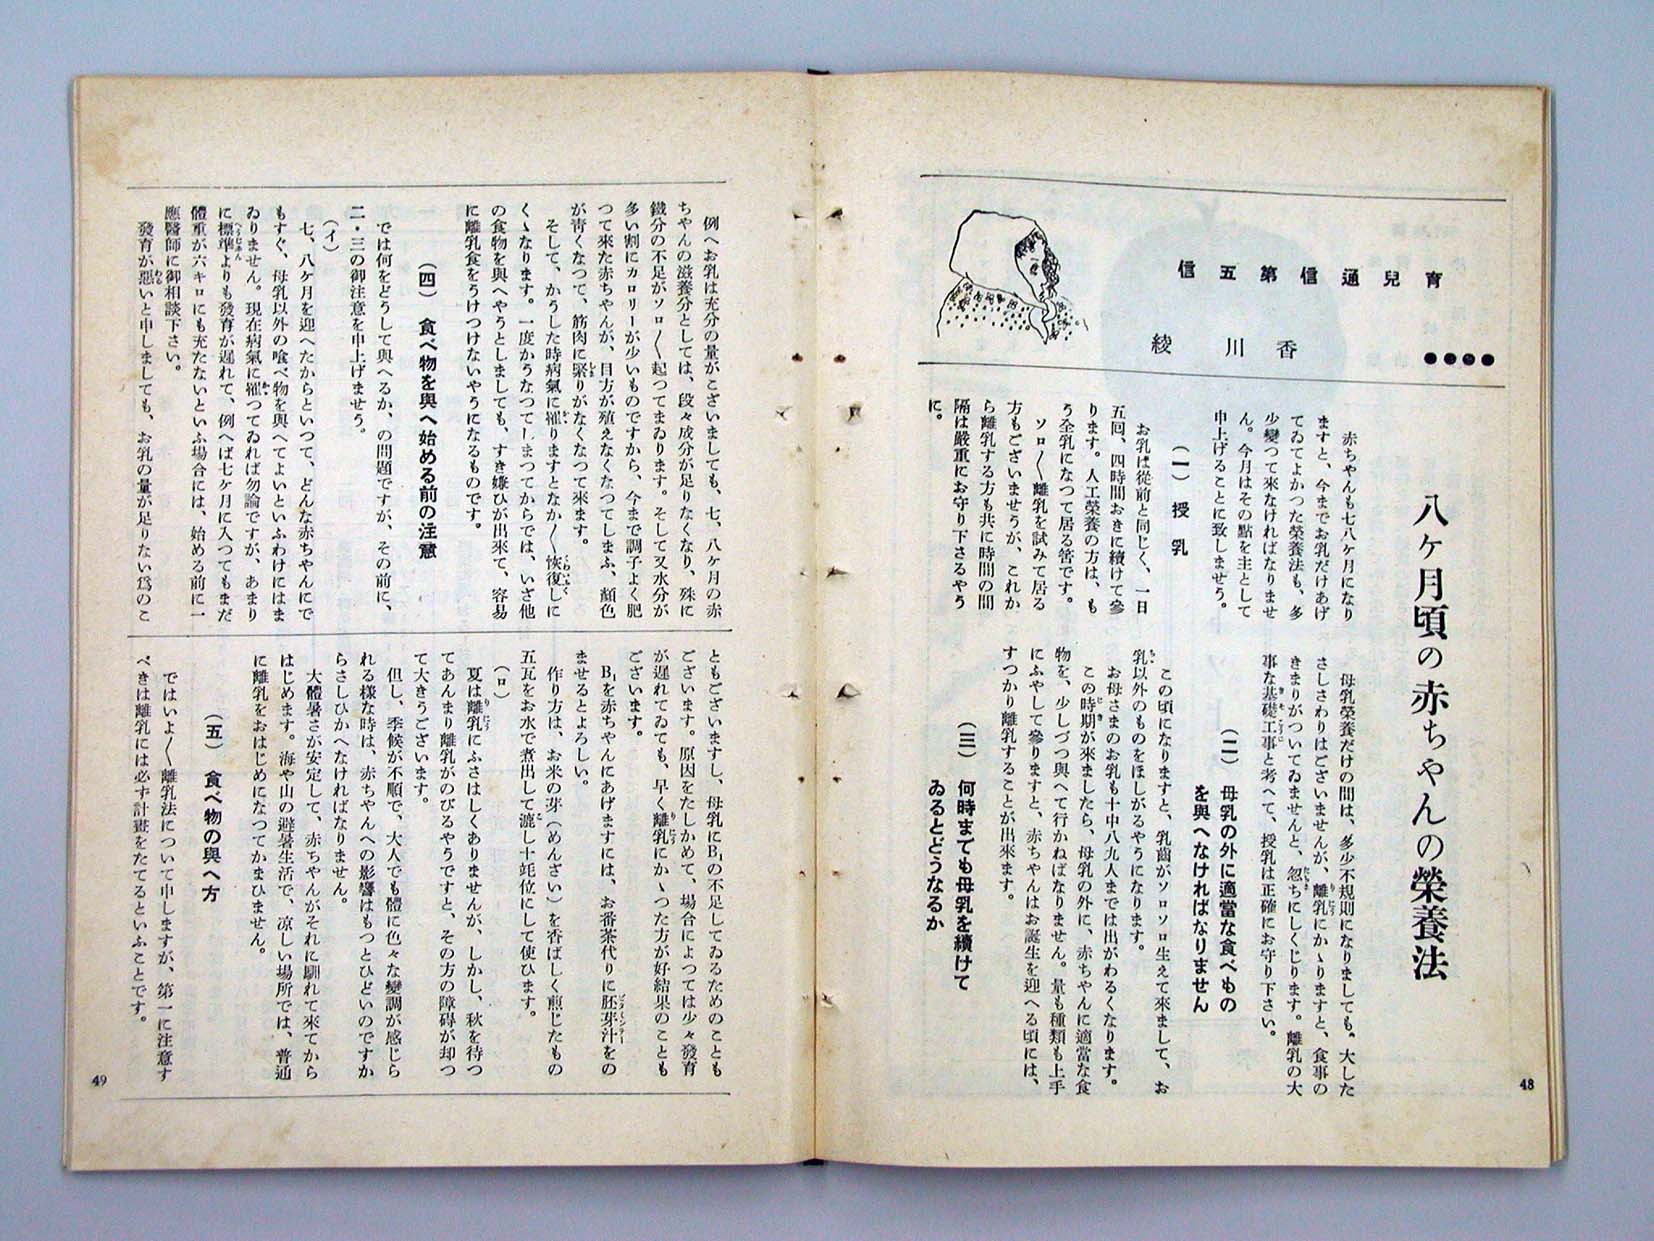 育兒通信第五信
香川綾
八ケ月頃の赤ちやんの榮養法
赤ちやんも七八ケ月になり
ますと、今までお乳だけあげ
てゐてよかつた榮養法も、多
少變つて來なければなりませ
ん。今月はその點を主として
申上げることに致しませう。
(一) 授乳
お乳は從前と同じく、一日
五回、四時間おきに續けて參
ります。人工榮養の方は、も
う全乳になつて居る筈です。
ソロ〳〵離乳を試みて居る
方もございませうが、これか
ら離乳する方も共に時間の間
隔は嚴重にお守り下さるやう
に。
母乳榮養だけの間は、多少不規則になりましても。大した
さしさわりはございませんが、離乳にかゝりますと、食事の
きまりがついてゐませんと、忽ちにしくじります。離乳の大
事な基礎工事と考へて、授乳は正確にお守り下さい。
(二) 母乳の外に適當な食べもの
を與へなければなりません
この頃になりますと、乳齒がソロソロ生えて來まして、お
乳以外のものをほしがるやうになります。
お母さまのお乳も十中八九人までは出がわるくなります。
この時期が來ましたら、母乳の外に、赤ちやんに適當な食
物を、少しづつ與へて行かねばなりません。量も種類も上手
にふやして參りますと、赤ちやんはお誕生を迎へる頃には、
すつかり離乳することが出來ます。
(三) 何時までも母乳を續けて
ゐるとどうなるか
48
例へお乳は充分の量がございましても、七、八ケ月の赤
ちやんの滋養分としては、段々成分が足りなくなり、殊に
鐵分の不足がソロ〳〵起つてまゐります。そして又水分が
多い割にカロリーが少いものですから、今まで調子よく肥
つて來た赤ちやんが、目方が殖えなくなつてしまふ、顏色
が靑くなつて、筋肉に緊りがなくなつて來ます。
そして、かうした時病氣に罹りますとなか〳〵恢復しに
くゝなります。一度かうなつてしまつてからでは、いざ他
の食物を與へやうとしましても、すき嫌ひが出來て、容易
に離乳食をうけつけないやうになるものです。
(四) 食べ物を與へ始める前の注意
では何をどうして與へるか、の問題ですが、その前に、
二・三の御注意を申上げませう。
(イ)
七、八ケ月を迎へたからといつて、どんな赤ちやんにで
もすぐ、母乳以外の喰べ物を與へてよいといふわけにはま
ゐりません。現在病氣に罹つてゐれば勿論ですが、あまり
に標準よりも發育が遲れて、例へば七ケ月に入つてもまだ
體重が六キロにも充たないといふ場合には、始める前に一
應醫師に御相談下さい。
發育が惡いと申しましても、お乳の量が足りない爲のこ
ともございますし、母乳にB₁の不足してゐるためのことも
ございます。原因をたしかめて、場合によつては少々發育
が遲れてゐても、早く離乳にかゝつた方が好結果のことも
ございます。
B₁を赤ちやんにあげますには、お番茶代りに胚芽汁をの
ませるとよろしい。
作り方は、お米の芽(めんざい)を香ばしく煎じたもの
五瓦をお水で煮出して漉し十竓位にして使ひます。
(ロ)
夏は離乳にふさはしくありませんが、しかし、秋を待つ
てあんまり離乳がのびるやうですと、その方の障碍が却つ
て大きうございます。
但し、季候が不順で、大人でも體に色々な變調が感じら
れる樣な時は、赤ちやんへの影響はもつとひどいのですか
らさしひかへなければなりません。
大體暑さが安定して、赤ちやんがそれに馴れて來てから
はじめます。海や山の避暑生活で、凉しい場所では、普通
に離乳をおはじめになつてかまひません。
(五) 食べ物の與へ方
ではいよ〳〵離乳法について申しますが、第一に注意す
べきは離乳には必ず計畫をたてるといふことです。
49